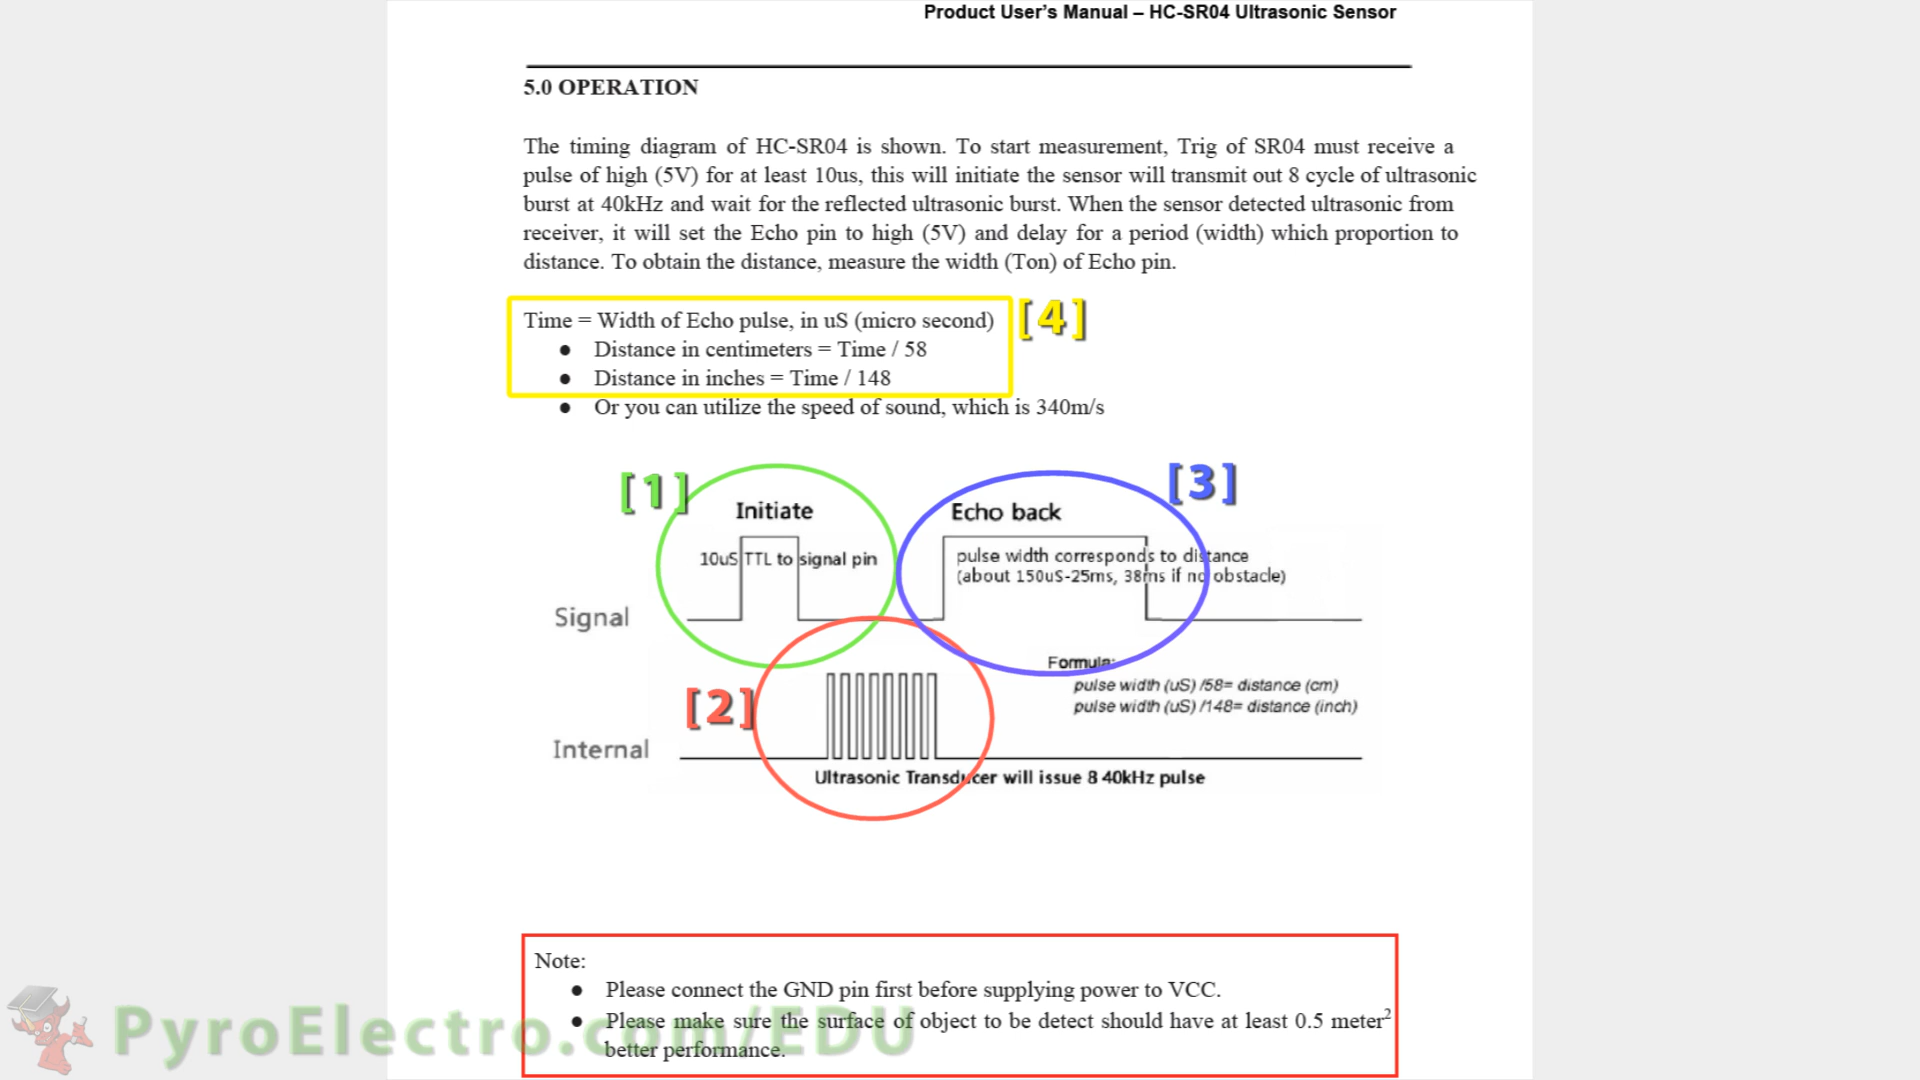 Product User's Manual – HC-SR04 Ultrasonic Sensor
5.0 OPERATION
The timing diagram of HC-SR04 is shown. To start measurement, Trig of SR04 must receive a
pulse of high (5V) for at least 10us, this will initiate the sensor will transmit out 8 cycle of ultrasonic
burst at 40kHz and wait for the reflected ultrasonic burst. When the sensor detected ultrasonic from
receiver, it will set the Echo pin to high (5V) and delay for a period (width) which proportion to
distance. To obtain the distance, measure the width (Ton) of Echo pin.
Time = Width of Echo pulse, in uS (micro second)
[4]
● Distance in centimeters = Time / 58
● Distance in inches = Time / 148
● Or you can utilize the speed of sound, which is 340m/s
[1]
[3]
Initiate
Echo back
10uS TTL to signal pin
pulse width corresponds to distance
(about 150uS-25ms, 38ms if no obstacle)
Signal
Formula:
pulse width (uS) /58= distance (cm)
pulse width (uS) /148= distance (inch)
[2]
Internal
Ultrasonic Transducer will issue 8 40kHz pulse
Note:
● Please connect the GND pin first before supplying power to VCC.
● Please make sure the surface of object to be detect should have at least 0.5 meter²
better performance.
PyroElectro.com/EDU